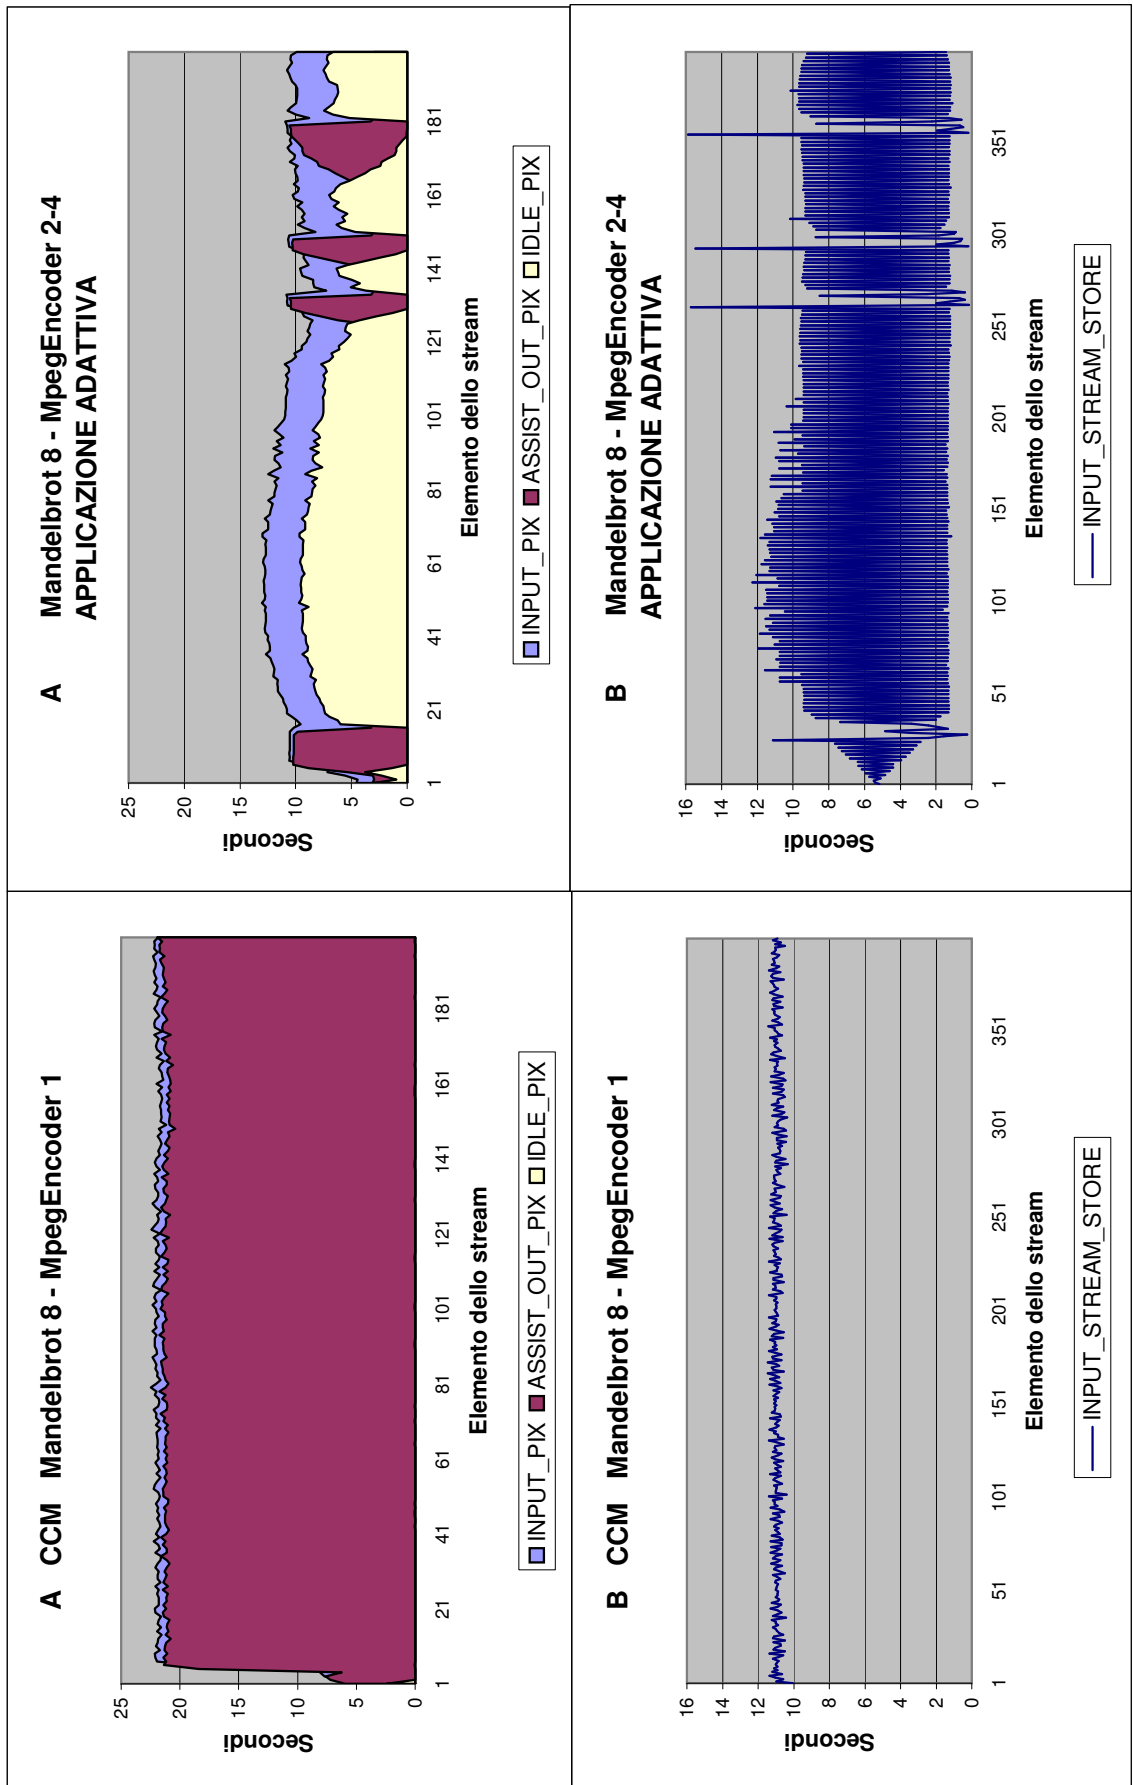 A CCM Mandelbrot 8 - MpegEncoder 1
25
20
15
10
5
0
Secondi
1 21 41 61 81 101 121 141 161 181
Elemento dello stream
INPUT_PIX ASSIST_OUT_PIX IDLE_PIX
A Mandelbrot 8 - MpegEncoder 2-4
APPLICAZIONE ADATTIVA
25
20
15
10
5
0
Secondi
1 21 41 61 81 101 121 141 161 181
Elemento dello stream
INPUT_PIX ASSIST_OUT_PIX IDLE_PIX
B CCM Mandelbrot 8 - MpegEncoder 1
16
14
12
10
8
6
4
2
0
Secondi
1 51 101 151 201 251 301 351
Elemento dello stream
INPUT_STREAM_STORE
B Mandelbrot 8 - MpegEncoder 2-4
APPLICAZIONE ADATTIVA
16
14
12
10
8
6
4
2
0
Secondi
1 51 101 151 201 251 301 351
Elemento dello stream
INPUT_STREAM_STORE